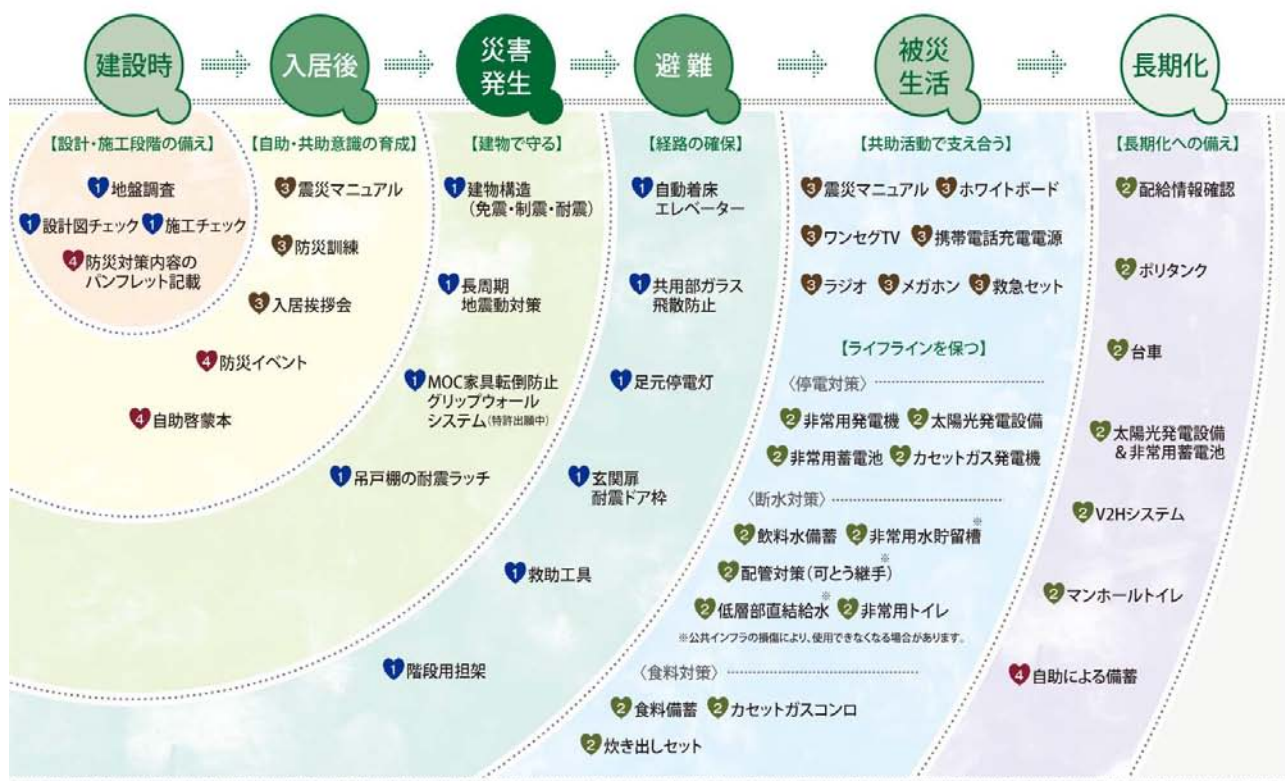 建設時
入居後
災害
発生
避難
被災
生活
長期化
【設計・施工段階の備え】
1 地盤調査
1 設計図チェック 1 施工チェック
4 防災対策内容の
パンフレット記載
【自助・共助意識の育成】
3 震災マニュアル
3 防災訓練
3 入居挨拶会
4 防災イベント
4 自助啓蒙本
【建物で守る】
1 建物構造
(免震・制震・耐震)
1 長周期
地震動対策
1 MOC家具転倒防止
グリップウォール
システム(特許出願中)
1 吊戸棚の耐震ラッチ
【経路の確保】
1 自動着床
エレベーター
1 共用部ガラス
飛散防止
1 足元停電灯
1 玄関扉
耐震ドア枠
1 救助工具
1 階段用担架
【共助活動で支え合う】
3 震災マニュアル 3 ホワイトボード
3 ワンセグTV 3 携帯電話充電電源
3 ラジオ 3 メガホン 3 救急セット
【ライフラインを保つ】
〈停電対策〉
2 非常用発電機 2 太陽光発電設備
2 非常用蓄電池 2 カセットガス発電機
〈断水対策〉
2 飲料水備蓄 2 非常用水貯留槽※
2 配管対策(可とう継手)※
2 低層部直結給水※ 2 非常用トイレ
※公共インフラの損傷により、使用できなくなる場合があります。
〈食料対策〉
2 食料備蓄 2 カセットガスコンロ
2 炊き出しセット
【長期化への備え】
2 配給情報確認
2 ポリタンク
2 台車
2 太陽光発電設備
&非常用蓄電池
2 V2Hシステム
2 マンホールトイレ
4 自助による備蓄